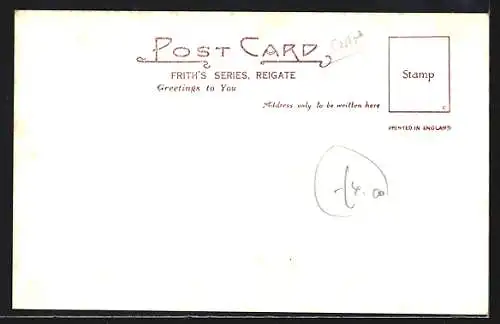 POST CARD
FRITH'S SERIES, REIGATE
Greetings to You
Address only to be written here
Stamp
PRINTED IN ENGLAND
£4.00